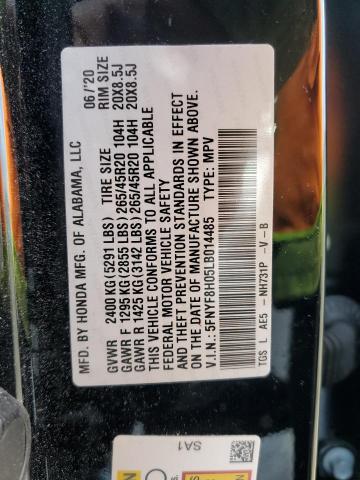 MFD. BY HONDA MFG. OF ALABAMA, LLC 06/'20
TIRE SIZE RIM SIZE
GVWR 2400 KG (5291 LBS)
GAWR F 1295 KG (2855 LBS) 265/45R20 104H 20X8.5J
GAWR R 1425 KG (3142 LBS) 265/45R20 104H 20X8.5J
THIS VEHICLE CONFORMS TO ALL APPLICABLE
FEDERAL MOTOR VEHICLE SAFETY
AND THEFT PREVENTION STANDARDS IN EFFECT
ON THE DATE OF MANUFACTURE SHOWN ABOVE.
V.I.N.: 5FNYF8H05LB014485 TYPE: MPV
TGS L AE5 - NH731P -V-B
SA1